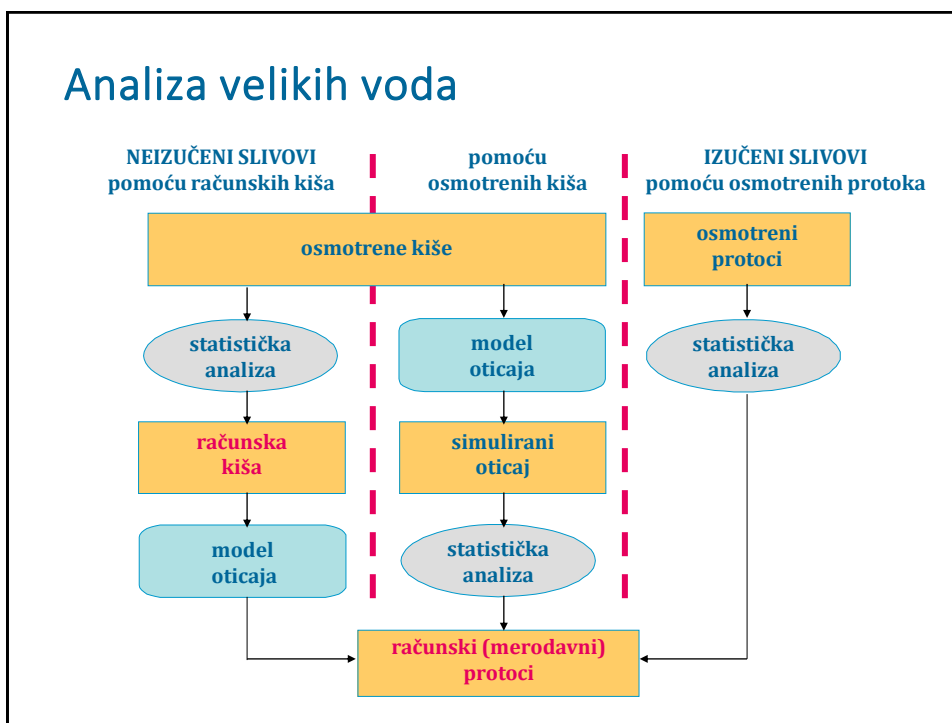 Analiza velikih voda
NEIZUČENI SLIVOVI
pomoću računskih kiša
pomoću
osmotrenih kiša
IZUČENI SLIVOVI
pomoću osmotrenih protoka
osmotrene kiše
osmotreni
protoci
statistička
analiza
model
oticaja
statistička
analiza
računska
kiša
simulirani
oticaj
model
oticaja
statistička
analiza
računski (merodavni)
protoci